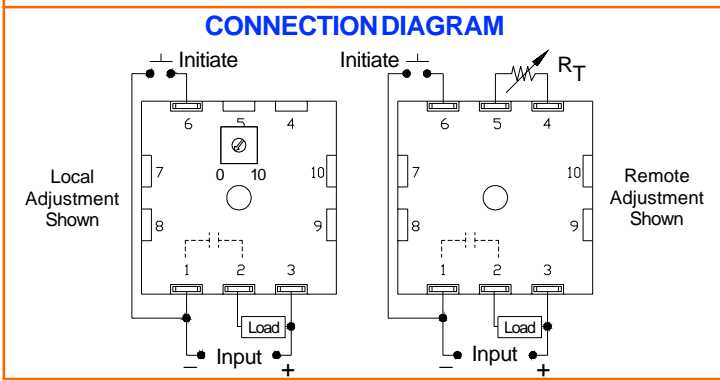 CONNECTION DIAGRAM
Initiate
6
5
4
0 10
7
10
8
9
1
2
3
Load
− Input +
Local
Adjustment
Shown
Initiate
RT
6
5
4
7
10
8
9
1
2
3
Load
− Input +
Remote
Adjustment
Shown